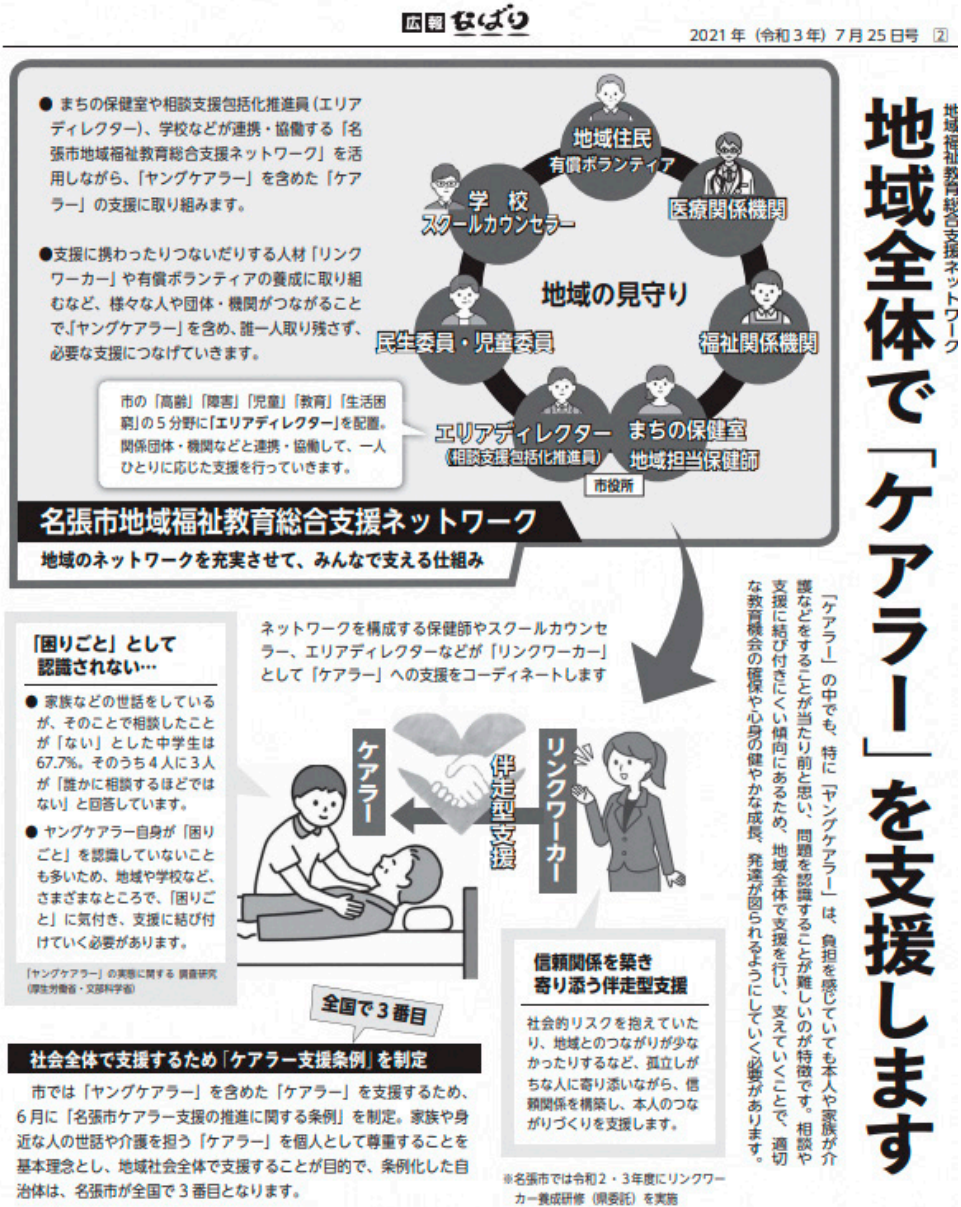 広報 なばり
2021年（令和3年）7月25日号 2
地域福祉教育総合支援ネットワーク
地域全体で「ケアラー」を支援します
「ケアラー」の中でも、特に「ヤングケアラー」は、負担を感じていても本人や家族が介
護などをすることが当たり前と思い、問題を認識することが難しいのが特徴です。相談や
支援に結び付きにくい傾向にあるため、地域全体で支援を行い、支えていくことで、適切
な教育機会の確保や心身の健やかな成長、発達が図られるようにしていく必要があります。
● まちの保健室や相談支援包括化推進員（エリア
ディレクター）、学校などが連携・協働する「名
張市地域福祉教育総合支援ネットワーク」を活
用しながら、「ヤングケアラー」を含めた「ケア
ラー」の支援に取り組みます。
●支援に携わったりつないだりする人材「リンク
ワーカー」や有償ボランティアの養成に取り組
むなど、様々な人や団体・機関がつながること
で、「ヤングケアラー」を含め、誰一人取り残さず、
必要な支援につなげていきます。
市の「高齢」「障害」「児童」「教育」「生活困
窮」の5分野に「エリアディレクター」を配置。
関係団体・機関などと連携・協働して、一人
ひとりに応じた支援を行っていきます。
地域住民
有償ボランティア
医療関係機関
学 校
スクールカウンセラー
地域の見守り
民生委員・児童委員
福祉関係機関
エリアディレクター
（相談支援包括化推進員）
まちの保健室
地域担当保健師
市役所
名張市地域福祉教育総合支援ネットワーク
地域のネットワークを充実させて、みんなで支える仕組み
ネットワークを構成する保健師やスクールカウンセ
ラー、エリアディレクターなどが「リンクワーカー」
として「ケアラー」への支援をコーディネートします
「困りごと」として
認識されない…
● 家族などの世話をしている
が、そのことで相談したこと
が「ない」とした中学生は
67.7%。そのうち4人に3人
が「誰かに相談するほどでは
ない」と回答しています。
● ヤングケアラー自身が「困り
ごと」を認識していないこと
も多いため、地域や学校など、
さまざまなところで、「困りご
と」に気付き、支援に結び付
けていく必要があります。
「ヤングケアラー」の実態に関する 調査研究
（厚生労働省・文部科学省）
ケアラー
伴走型支援
リンクワーカー
信頼関係を築き
寄り添う伴走型支援
社会的リスクを抱えていた
り、地域とのつながりが少な
かったりするなど、孤立しが
ちな人に寄り添いながら、信
頼関係を構築し、本人のつな
がりづくりを支援します。
※名張市では令和2・3年度にリンクワー
カー養成研修（県委託）を実施
全国で3番目
社会全体で支援するため「ケアラー支援条例」を制定
市では「ヤングケアラー」を含めた「ケアラー」を支援するため、
6月に「名張市ケアラー支援の推進に関する条例」を制定。家族や身
近な人の世話や介護を担う「ケアラー」を個人として尊重することを
基本理念とし、地域社会全体で支援することが目的で、条例化した自
治体は、名張市が全国で3番目となります。